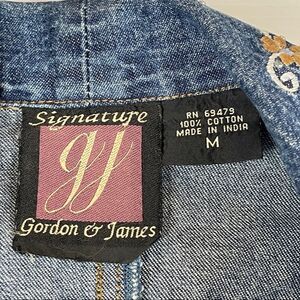 Signature
gj
Gordon & James
RN 69479
100% COTTON
MADE IN INDIA
M